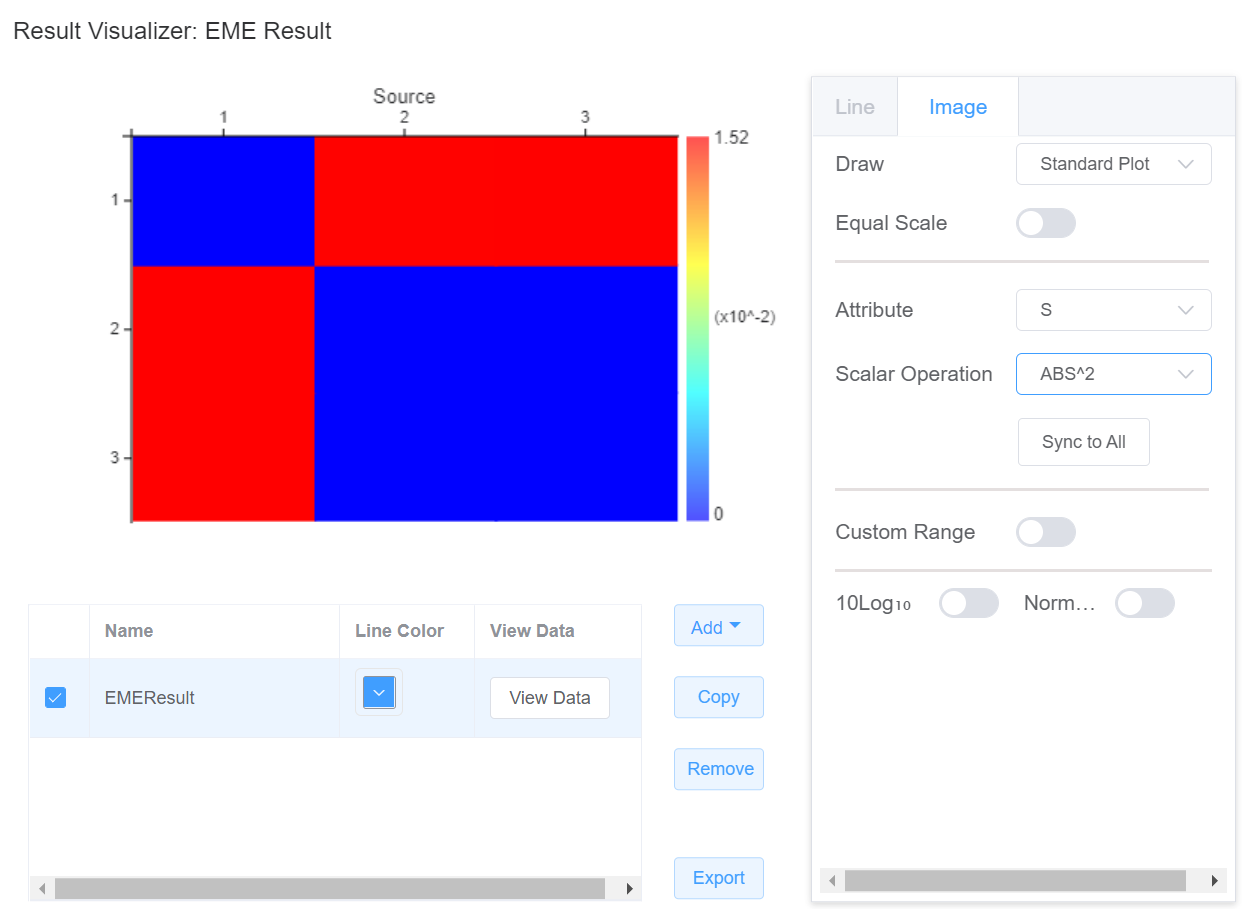 Result Visualizer: EME Result
Source
1 2 3
1
2
3
1.52
(x10^-2)
0
Line Image
Draw Standard Plot
Equal Scale
Attribute S
Scalar Operation ABS^2
Sync to All
Custom Range
10Log₁₀ Norm…
Name Line Color View Data
EMEResult View Data
Add
Copy
Remove
Export